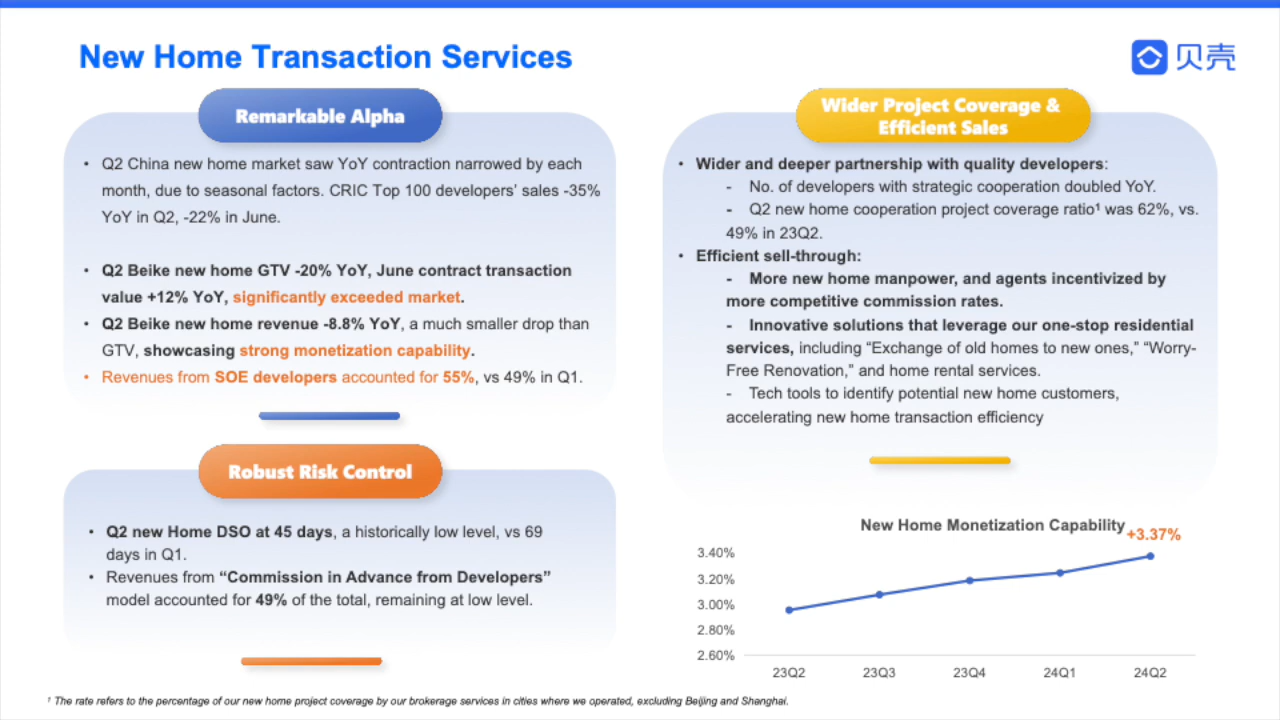 New Home Transaction Services
贝壳
Remarkable Alpha
• Q2 China new home market saw YoY contraction narrowed by each
month, due to seasonal factors. CRIC Top 100 developers’ sales -35%
YoY in Q2, -22% in June.
• Q2 Beike new home GTV -20% YoY, June contract transaction
value +12% YoY, significantly exceeded market.
• Q2 Beike new home revenue -8.8% YoY, a much smaller drop than
GTV, showcasing strong monetization capability.
• Revenues from SOE developers accounted for 55%, vs 49% in Q1.
Robust Risk Control
• Q2 new Home DSO at 45 days, a historically low level, vs 69
days in Q1.
• Revenues from “Commission in Advance from Developers”
model accounted for 49% of the total, remaining at low level.
Wider Project Coverage &
Efficient Sales
• Wider and deeper partnership with quality developers:
- No. of developers with strategic cooperation doubled YoY.
- Q2 new home cooperation project coverage ratio¹ was 62%, vs.
49% in 23Q2.
• Efficient sell-through:
- More new home manpower, and agents incentivized by
more competitive commission rates.
- Innovative solutions that leverage our one-stop residential
services, including “Exchange of old homes to new ones,” “Worry-
Free Renovation,” and home rental services.
- Tech tools to identify potential new home customers,
accelerating new home transaction efficiency
New Home Monetization Capability
+3.37%
3.40%
3.20%
3.00%
2.80%
2.60%
23Q2 23Q3 23Q4 24Q1 24Q2
¹ The rate refers to the percentage of our new home project coverage by our brokerage services in cities where we operated, excluding Beijing and Shanghai.